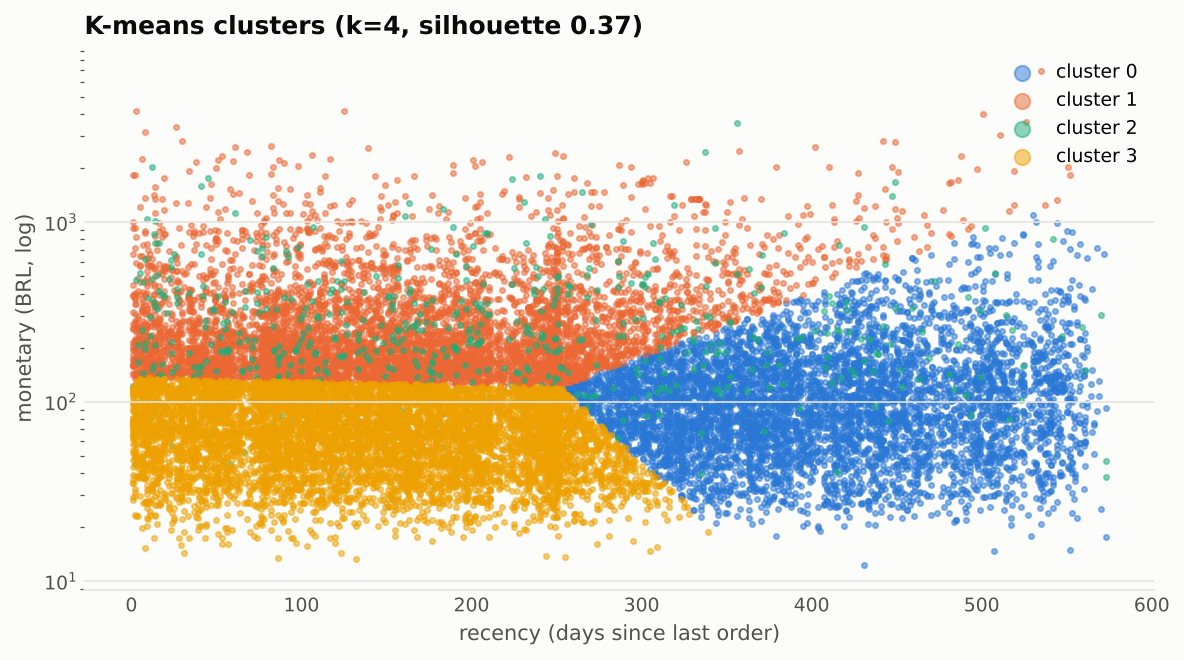 K-means clusters (k=4, silhouette 0.37)
cluster 0
cluster 1
cluster 2
cluster 3
monetary (BRL, log)
10³
10²
10¹
0 100 200 300 400 500 600
recency (days since last order)